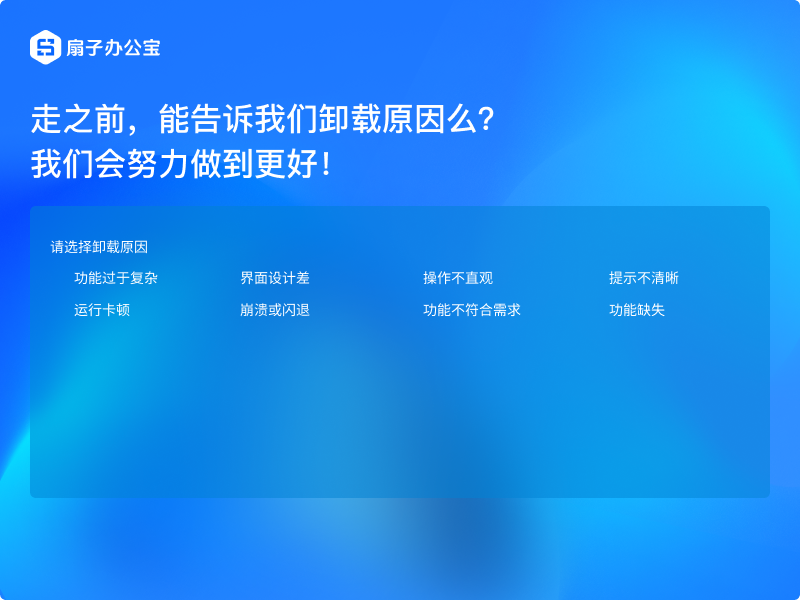 扇子办公宝
走之前，能告诉我们卸载原因么？
我们会努力做到更好！
请选择卸载原因
功能过于复杂 界面设计差 操作不直观 提示不清晰
运行卡顿 崩溃或闪退 功能不符合需求 功能缺失